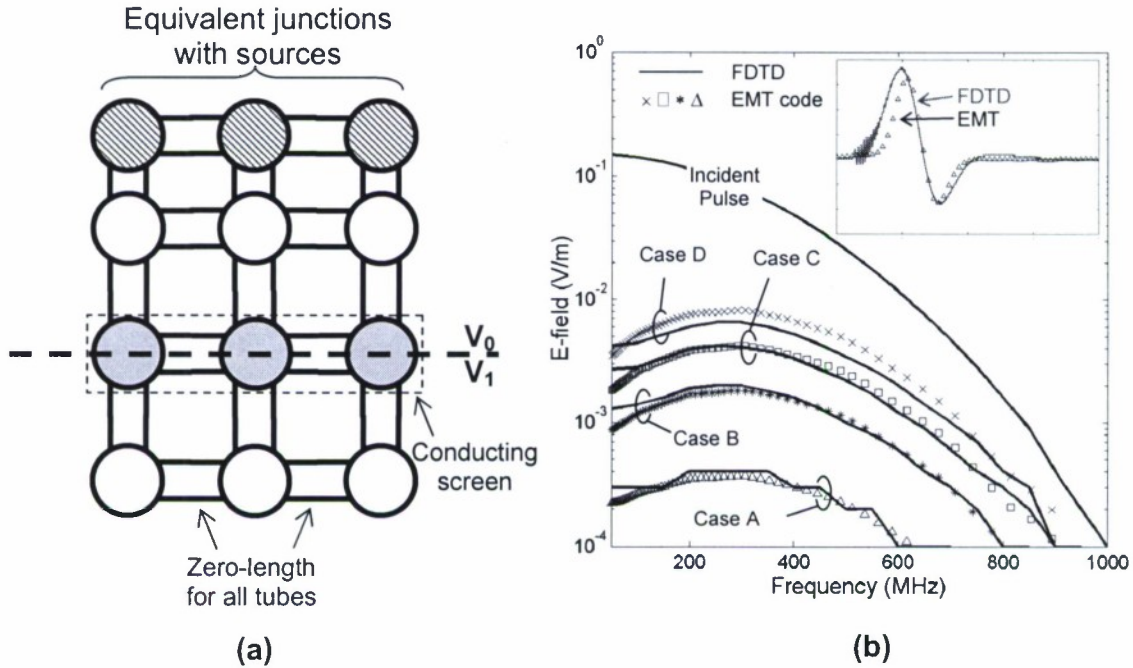 Equivalent junctions
with sources
V₀
V₁
Conducting
screen
Zero-length
for all tubes
(a)
10⁰
10⁻¹
10⁻²
10⁻³
10⁻⁴
E-field (V/m)
FDTD
× □ * Δ EMT code
FDTD
EMT
Incident
Pulse
Case D
Case C
Case B
Case A
200
400
600
800
1000
Frequency (MHz)
(b)